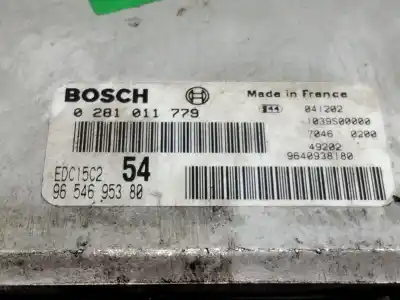 BOSCH
Made in France
0 281 011 779
041202
1039S00000
7046 0200
49202
9640938180
EDC15C2 54
96 546 953 80